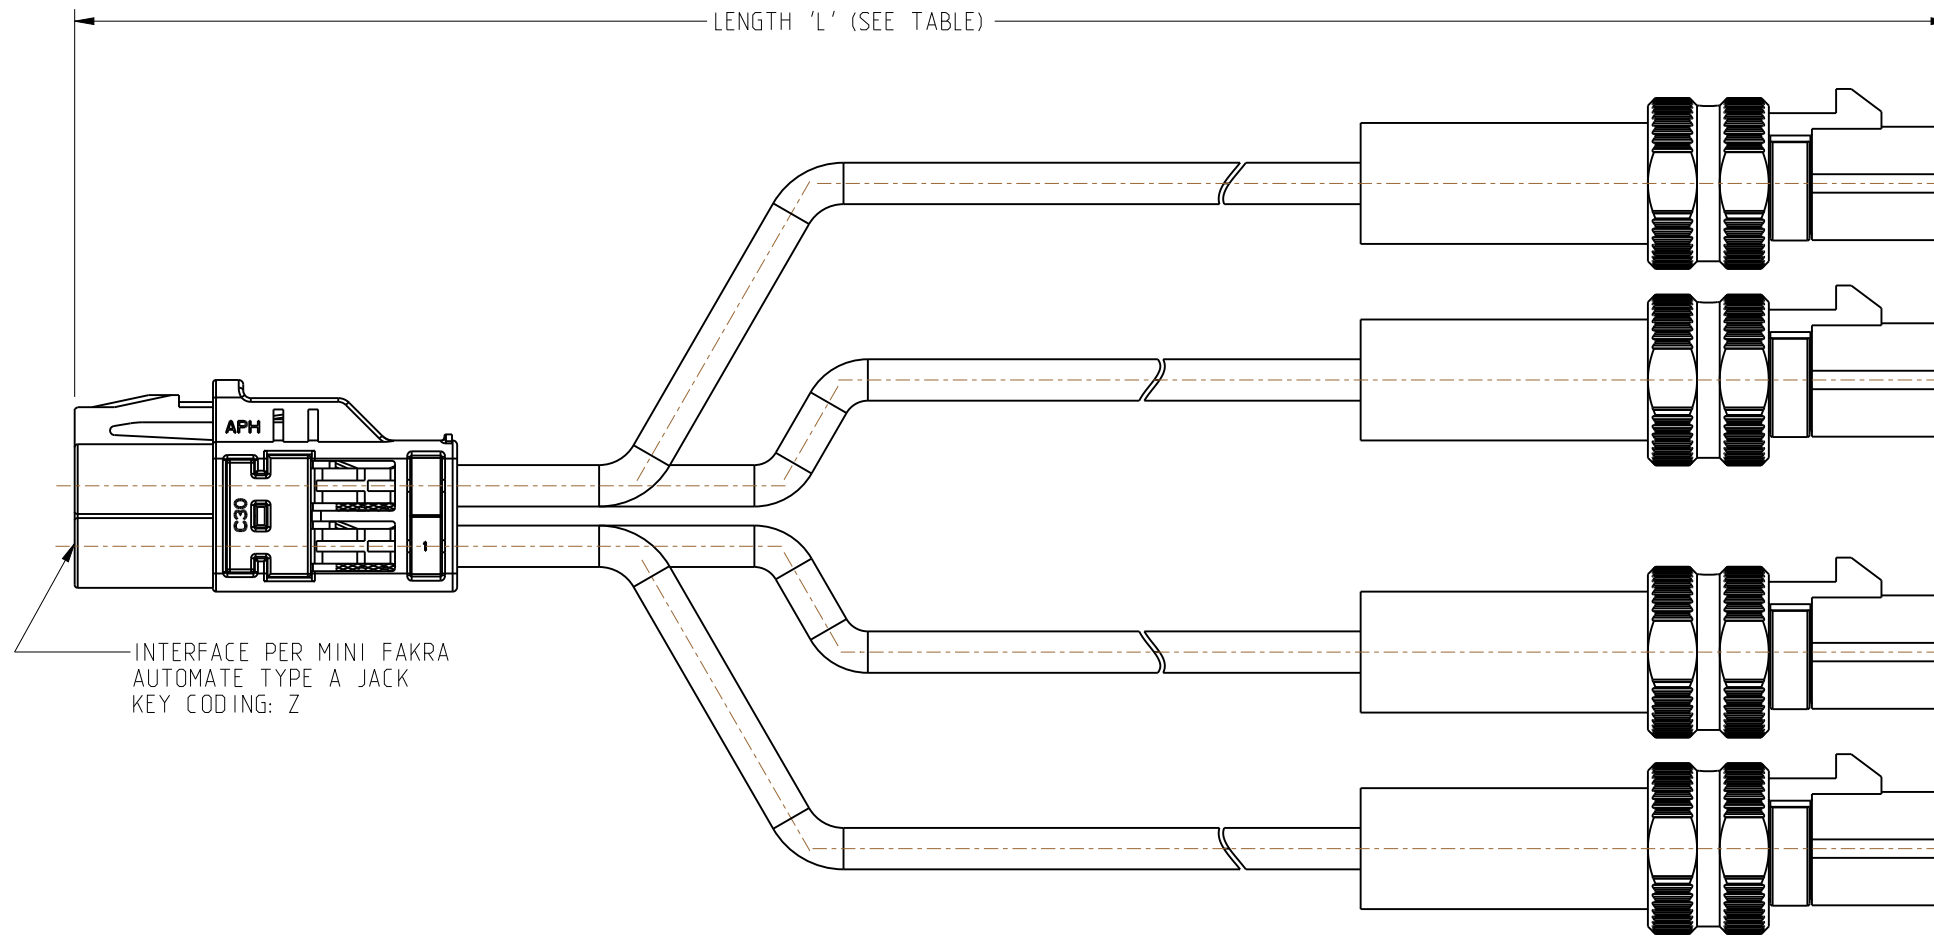 LENGTH 'L' (SEE TABLE)
APH
C30
1
INTERFACE PER MINI FAKRA
AUTOMATE TYPE A JACK
KEY CODING: Z